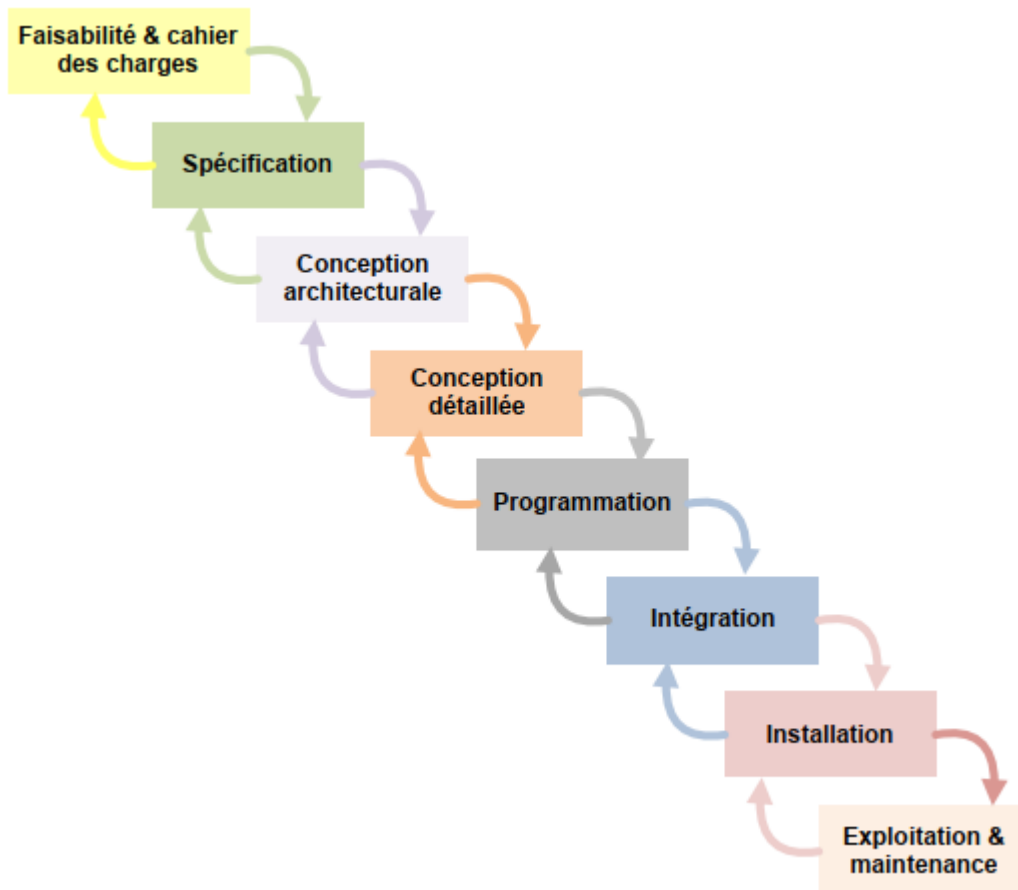 Faisabilité & cahier
des charges
Spécification
Conception
architecturale
Conception
détaillée
Programmation
Intégration
Installation
Exploitation &
maintenance